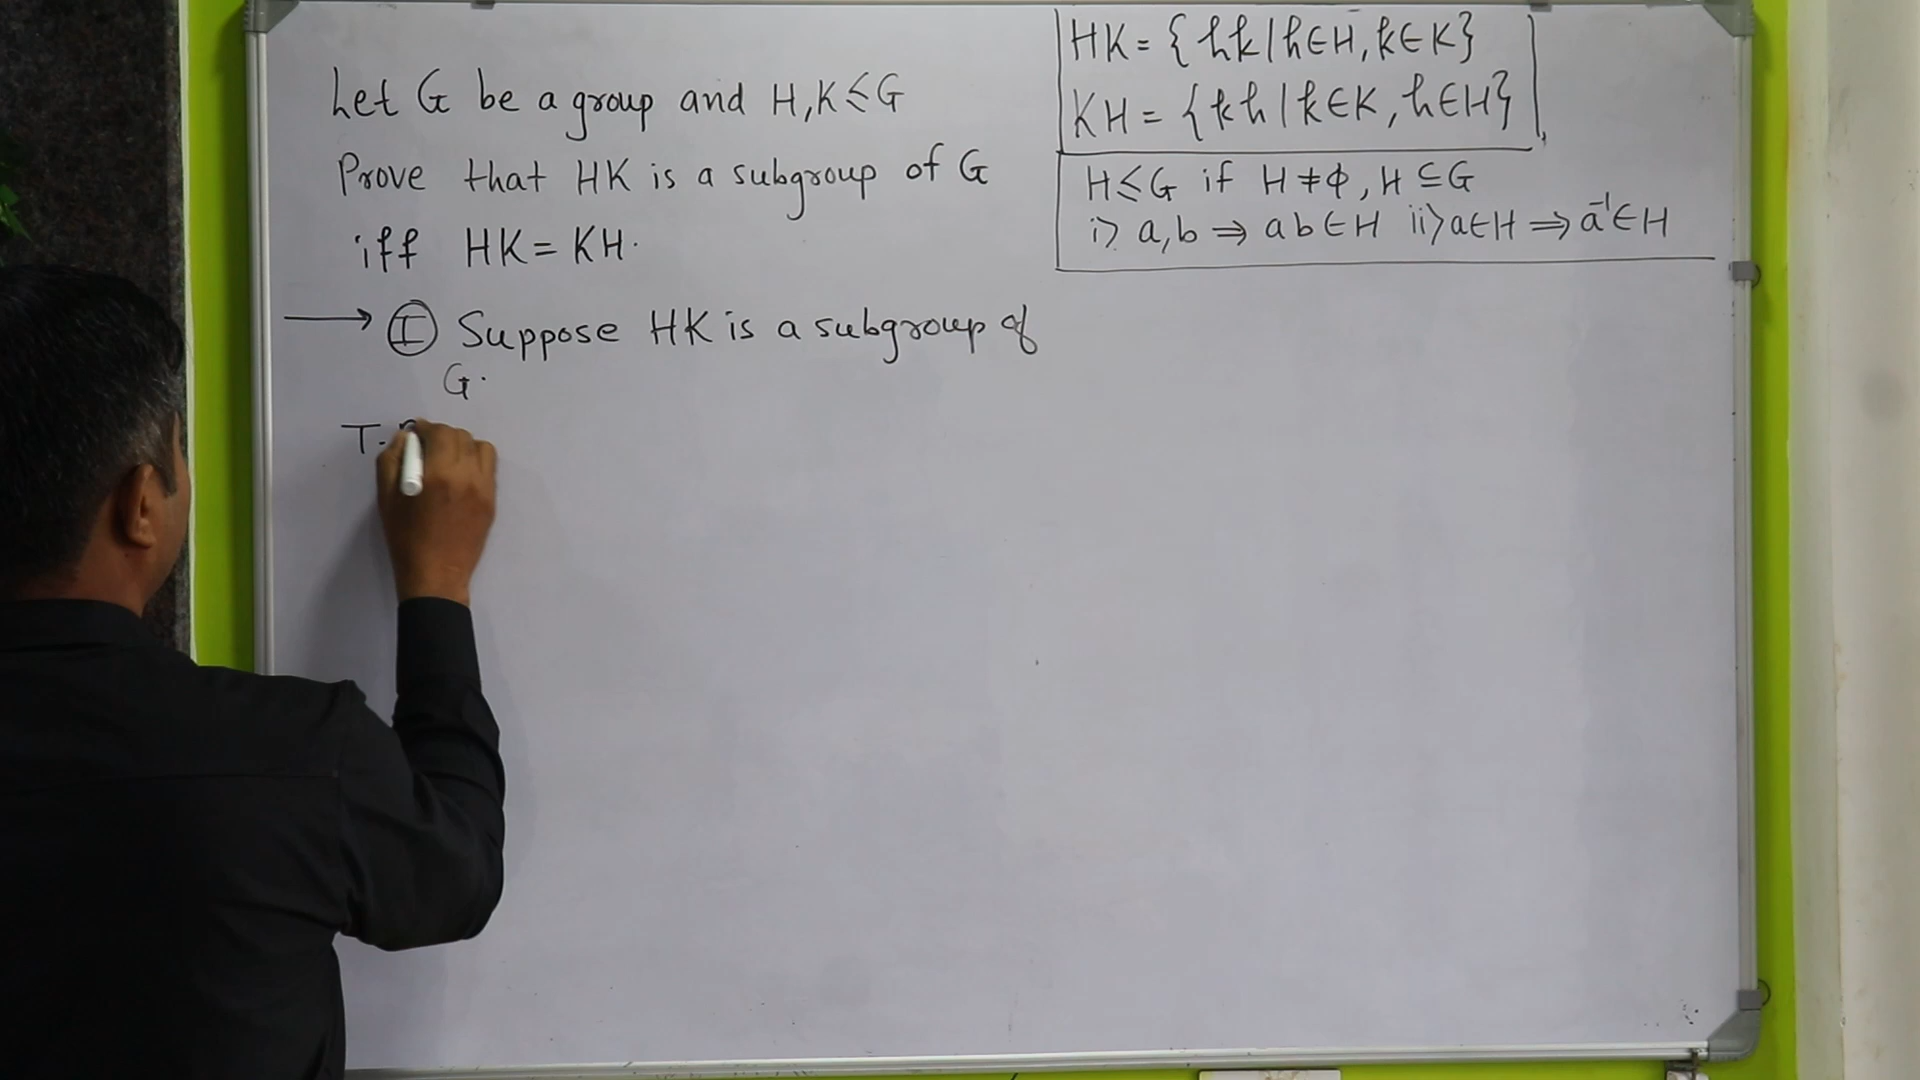 Let G be a group and H,K≤G
Prove that HK is a subgroup of G
iff HK = KH.
→ I Suppose HK is a subgroup of
G.
T.
HK = {hk | h∈H, k∈K}
KH = {kh | k∈K, h∈H}
H≤G if H≠ϕ, H⊆G
i> a,b ⇒ ab∈H ii> a∈H ⇒ a⁻¹∈H